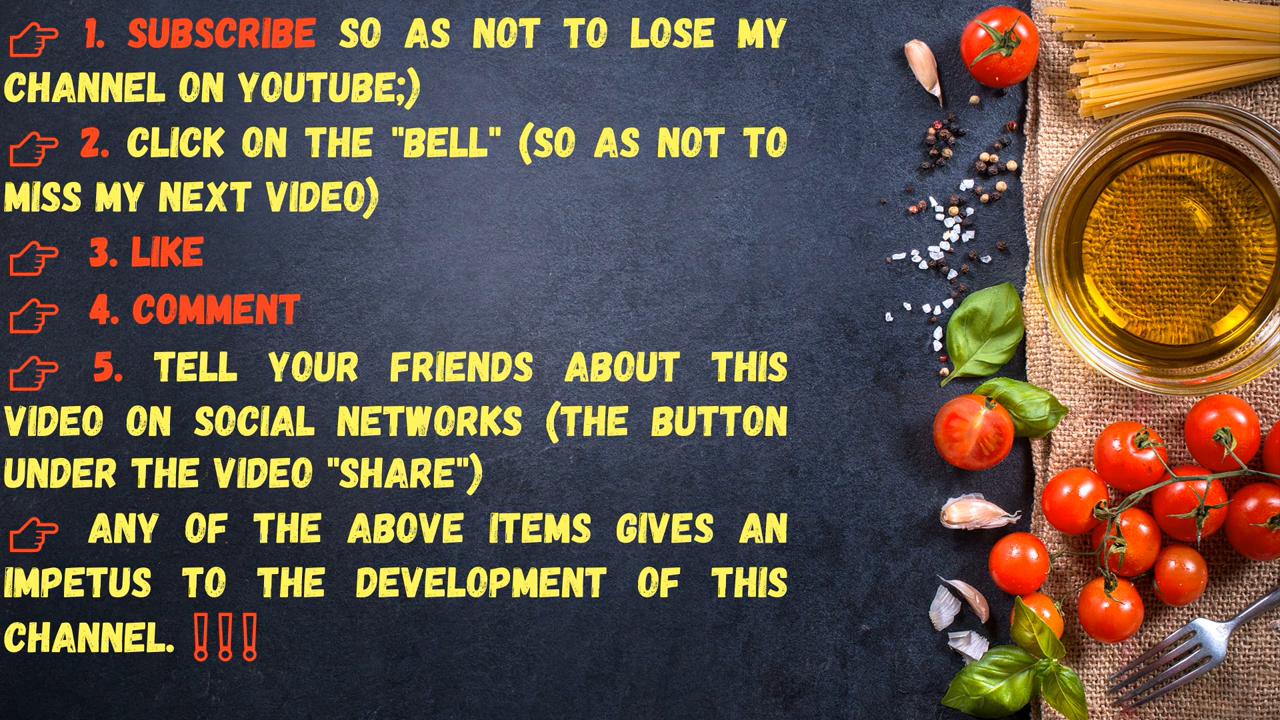 👉 1. SUBSCRIBE SO AS NOT TO LOSE MY
CHANNEL ON YOUTUBE;)
👉 2. CLICK ON THE "BELL" (SO AS NOT TO
MISS MY NEXT VIDEO)
👉 3. LIKE
👉 4. COMMENT
👉 5. TELL YOUR FRIENDS ABOUT THIS
VIDEO ON SOCIAL NETWORKS (THE BUTTON
UNDER THE VIDEO "SHARE")
👉 ANY OF THE ABOVE ITEMS GIVES AN
IMPETUS TO THE DEVELOPMENT OF THIS
CHANNEL. ❗❗❗